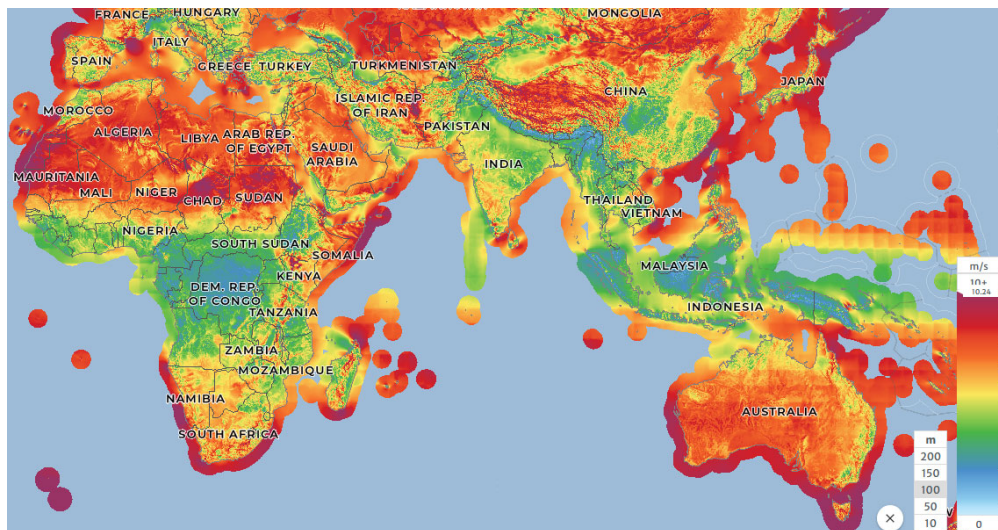 FRANCE
HUNGARY
MONGOLIA
ITALY
SPAIN
GREECE
TURKEY
TURKMENISTAN
JAPAN
CHINA
ISLAMIC REP.
OF IRAN
MOROCCO
PAKISTAN
ALGERIA
LIBYA
ARAB REP.
OF EGYPT
SAUDI
ARABIA
INDIA
MAURITANIA
MALI
NIGER
CHAD
SUDAN
THAILAND
VIETNAM
NIGERIA
SOUTH SUDAN
SOMALIA
MALAYSIA
KENYA
DEM. REP.
OF CONGO
TANZANIA
INDONESIA
ZAMBIA
MOZAMBIQUE
NAMIBIA
AUSTRALIA
SOUTH AFRICA
m/s
10+
10.24
m
200
150
100
50
10
0